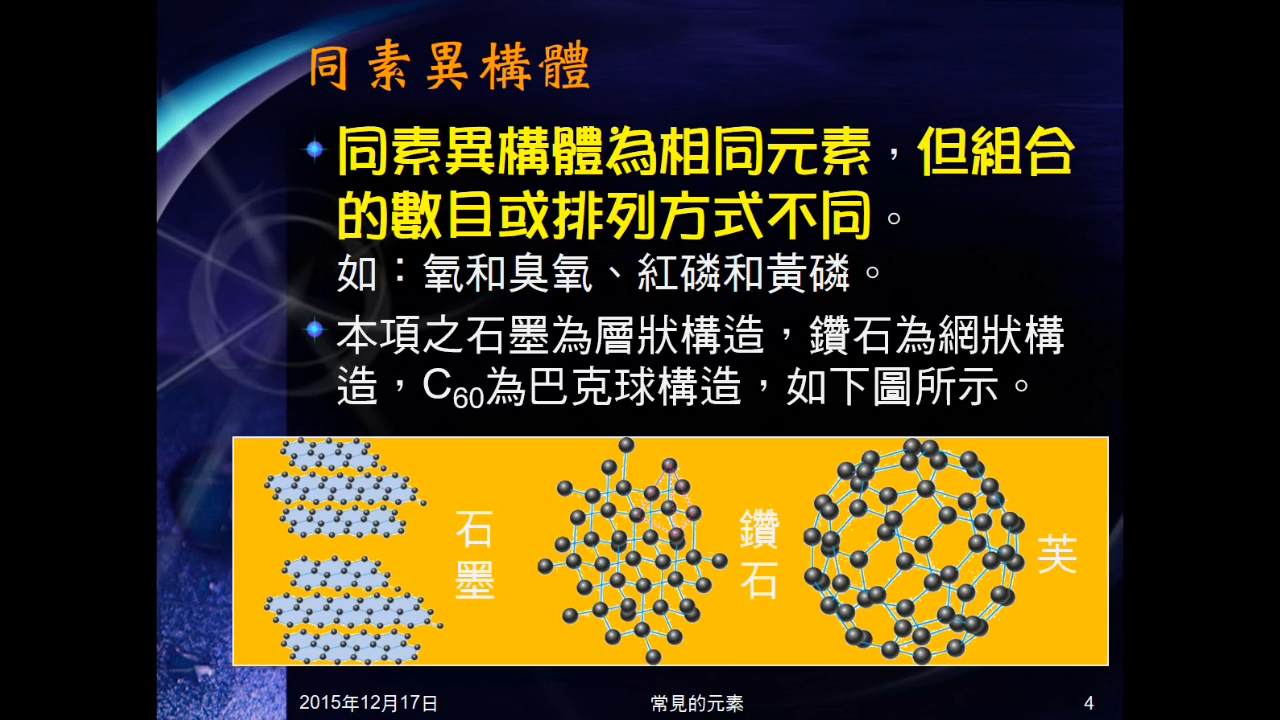 同素異構體
同素異構體為相同元素，但組合
的數目或排列方式不同。
如：氧和臭氧、紅磷和黃磷。
本項之石墨為層狀構造，鑽石為網狀構
造，C₆₀為巴克球構造，如下圖所示。
石墨
鑽石
芙
2015年12月17日
常見的元素
4